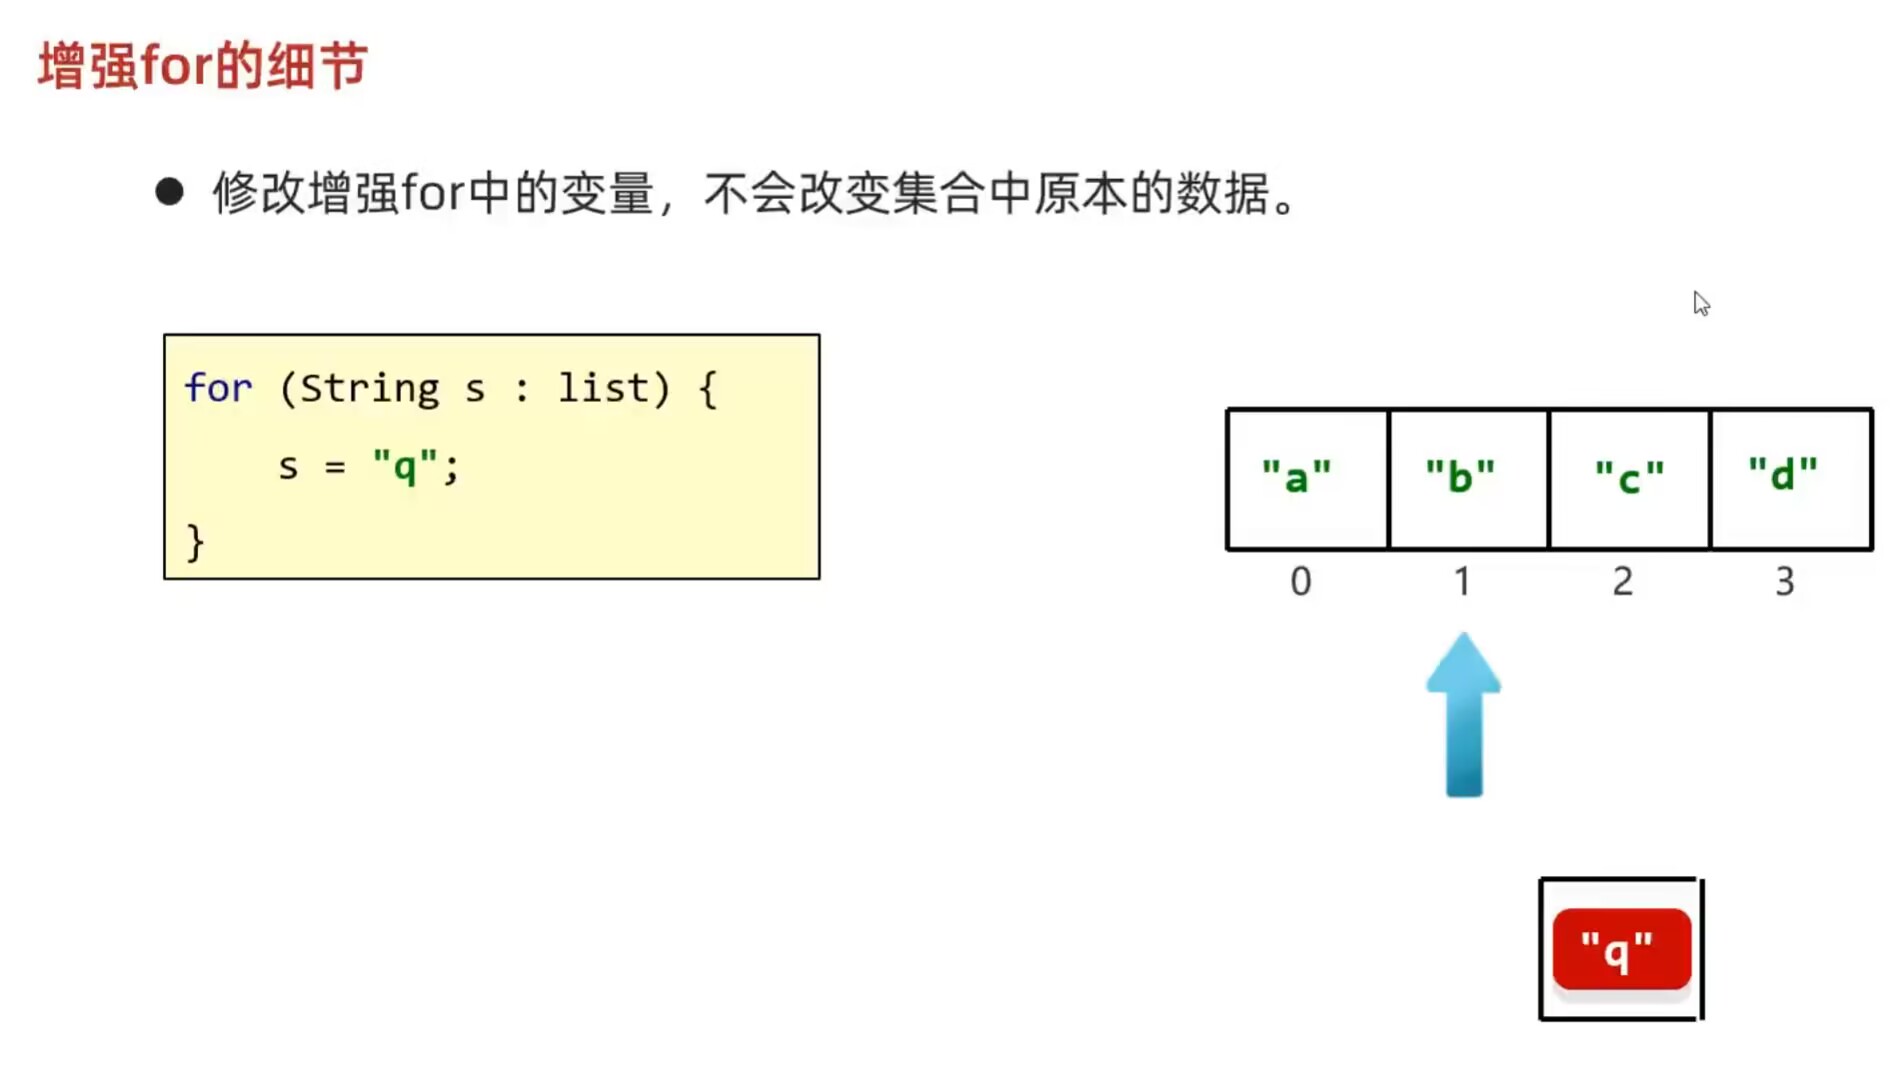 增强for的细节
● 修改增强for中的变量，不会改变集合中原本的数据。
for (String s : list) {
    s = "q";
}
"a" "b" "c" "d"
0 1 2 3
"q"